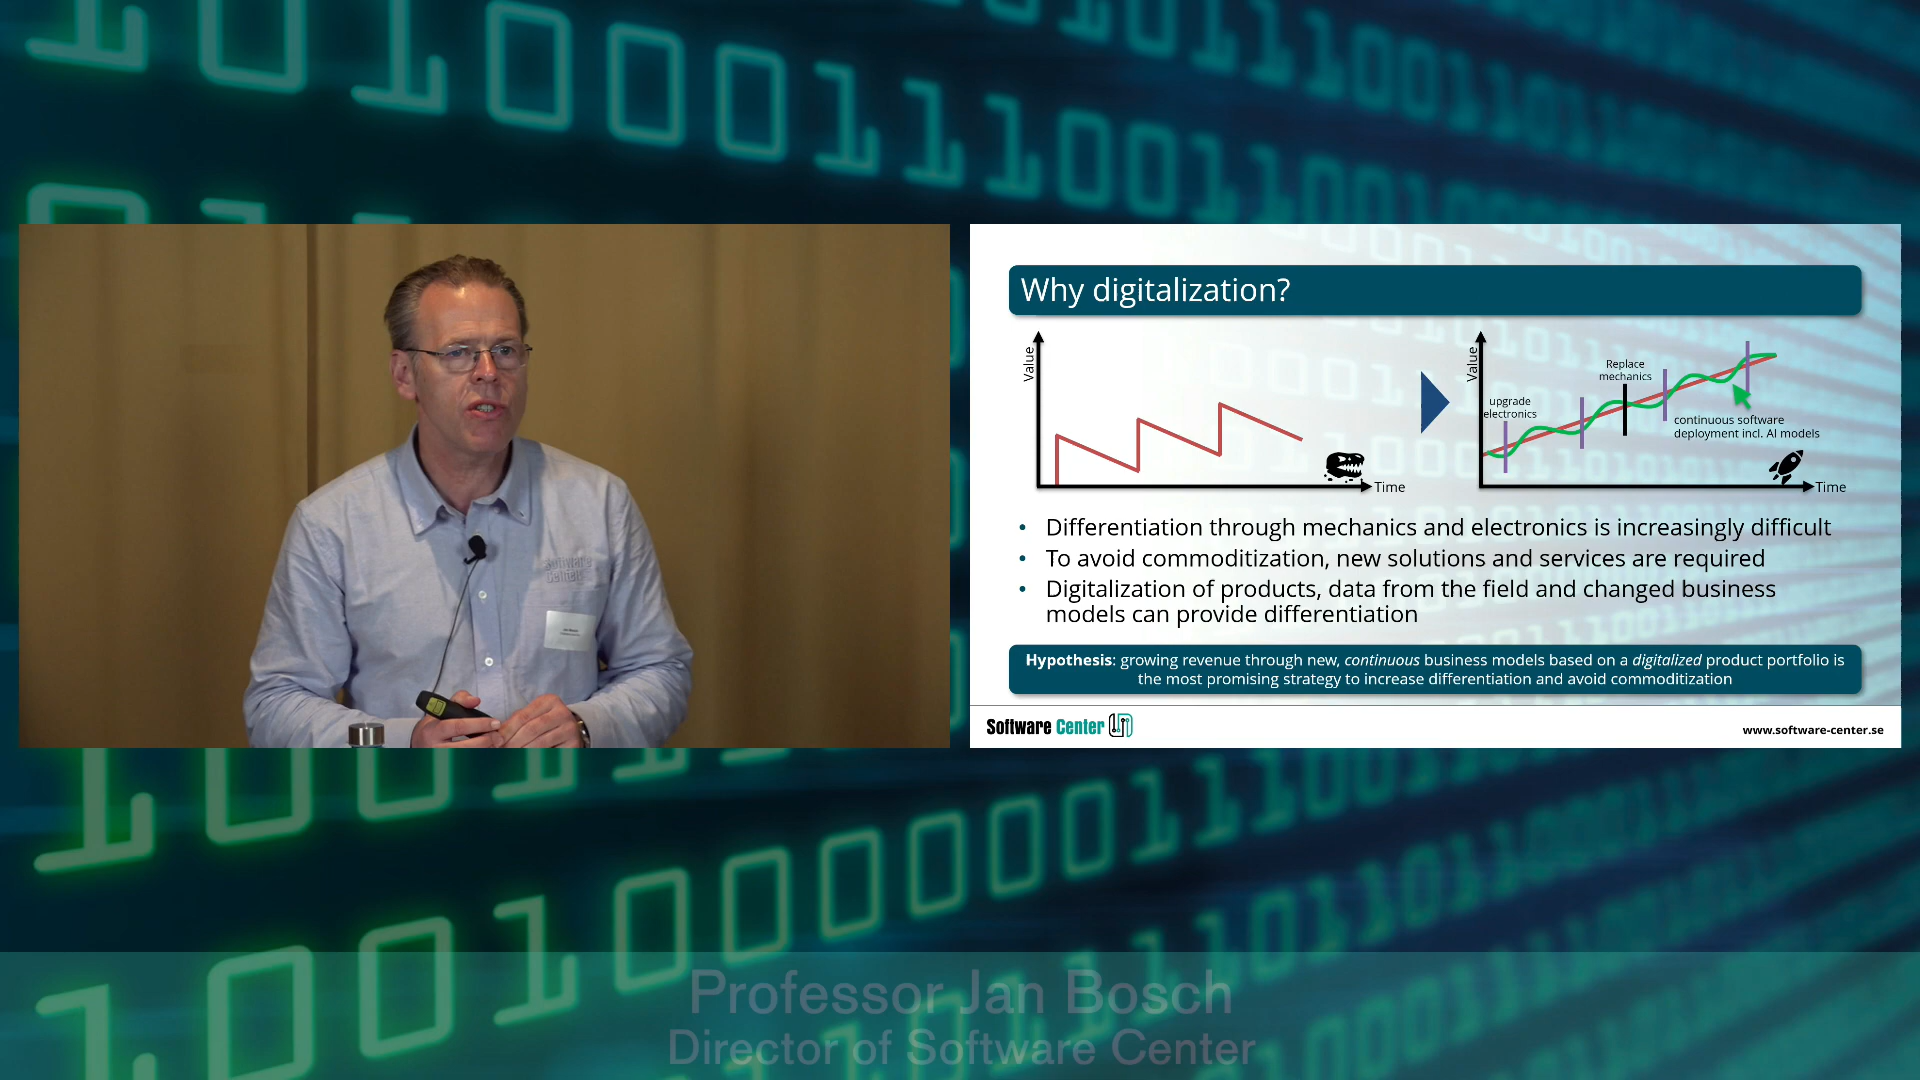 Software
Center
Why digitalization?
Value
Time
Value
upgrade
electronics
Replace
mechanics
continuous software
deployment incl. AI models
Time
• Differentiation through mechanics and electronics is increasingly difficult
• To avoid commoditization, new solutions and services are required
• Digitalization of products, data from the field and changed business
models can provide differentiation
Hypothesis: growing revenue through new, continuous business models based on a digitalized product portfolio is
the most promising strategy to increase differentiation and avoid commoditization
Software Center
www.software-center.se
Professor Jan Bosch
Director of Software Center